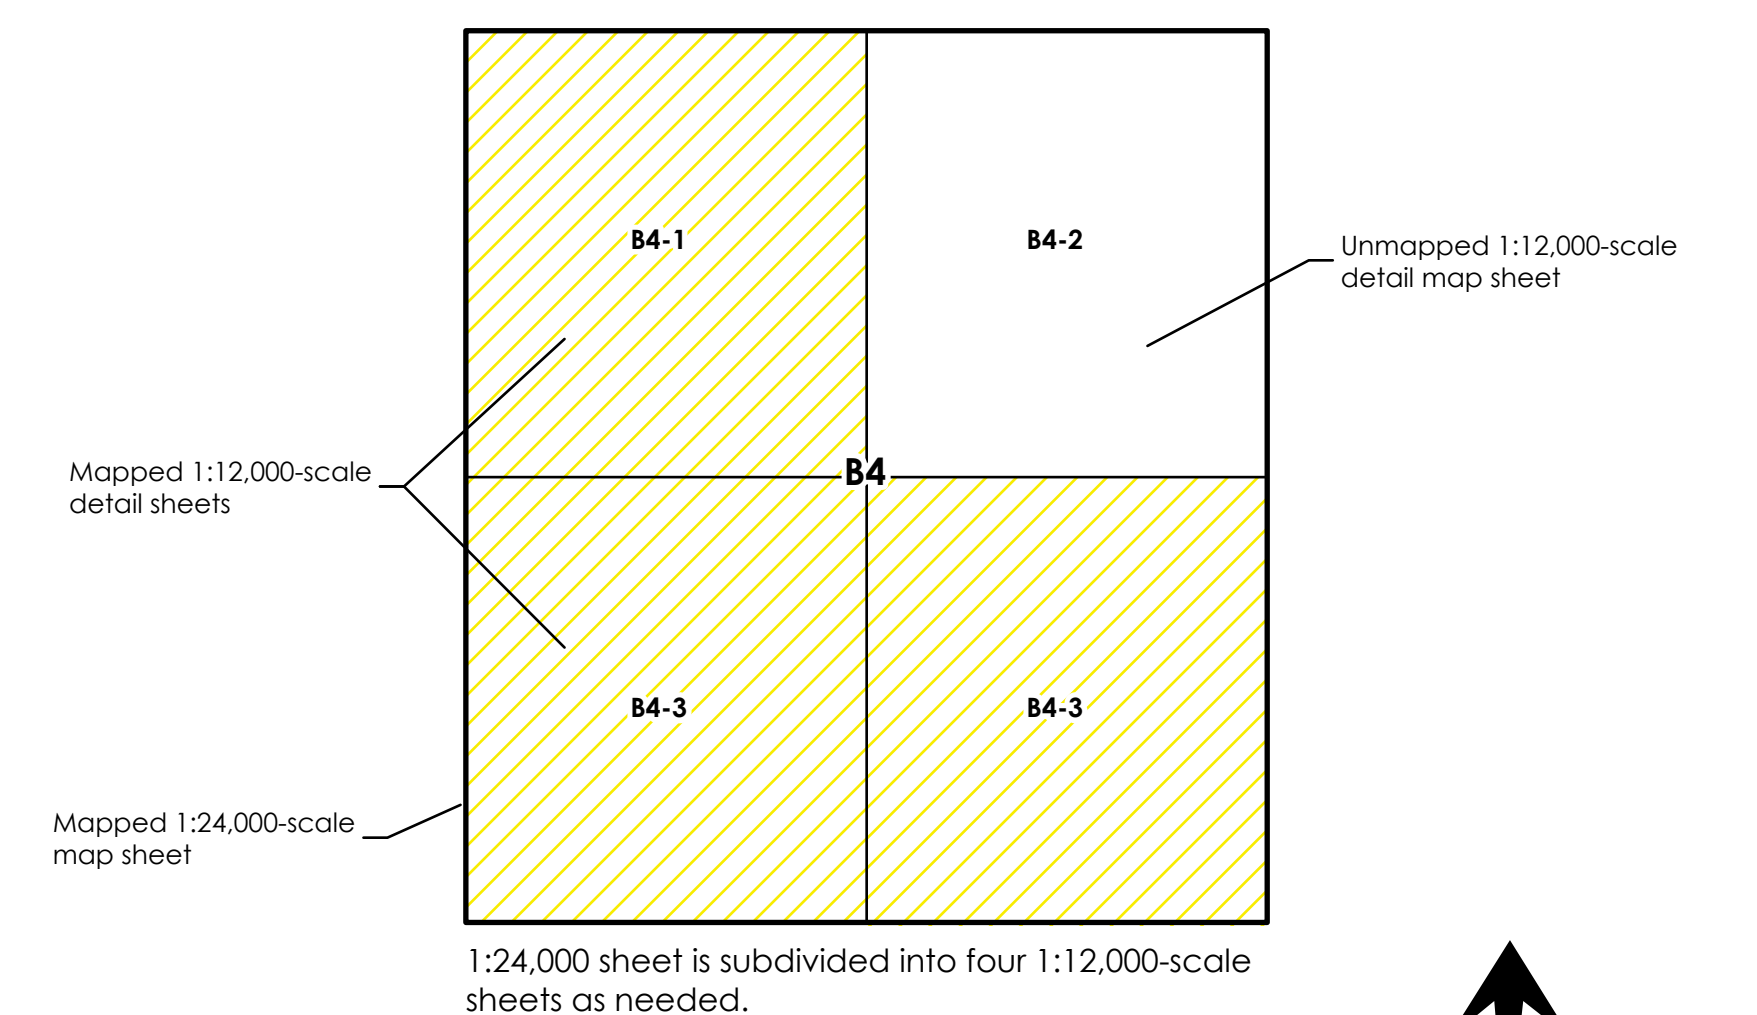 B4-1
B4-2
Unmapped 1:12,000-scale
detail map sheet
Mapped 1:12,000-scale
detail sheets
B4
B4-3
B4-3
Mapped 1:24,000-scale
map sheet
1:24,000 sheet is subdivided into four 1:12,000-scale
sheets as needed.